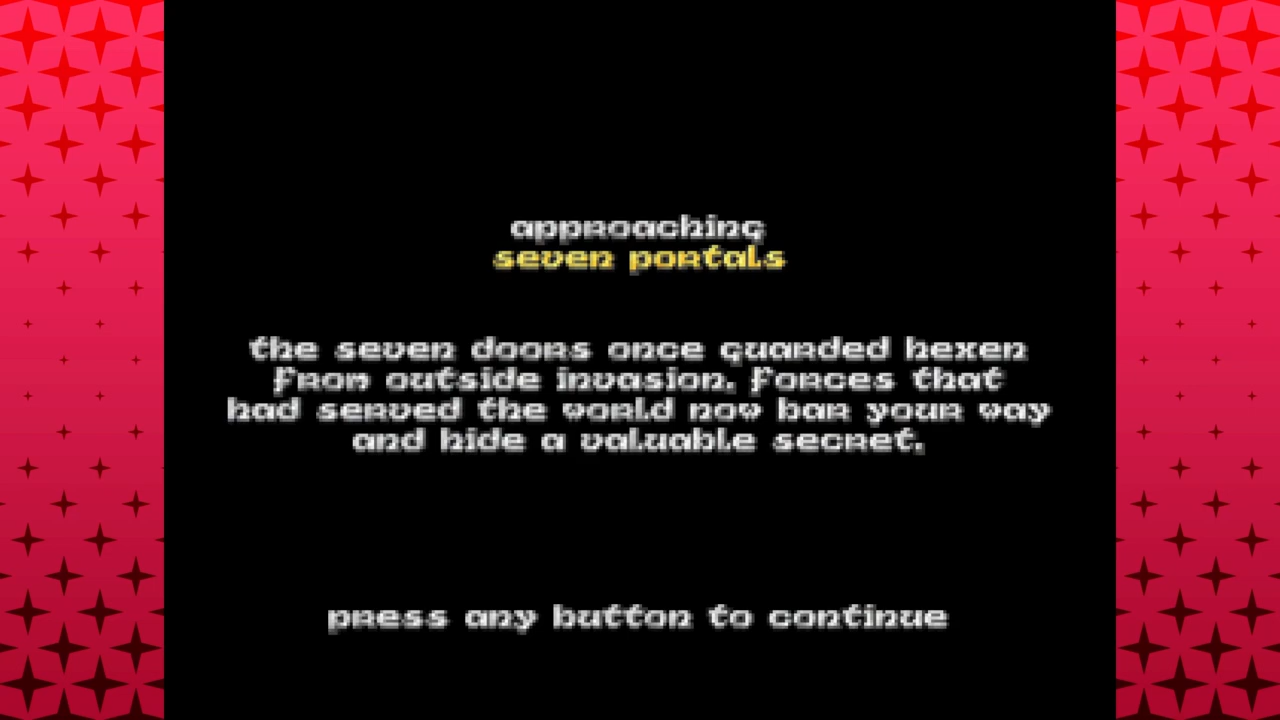 approaching
seven portals
the seven doors once guarded hexen
from outside invasion. forces that
had served the world now bar your way
and hide a valuable secret.
press any button to continue